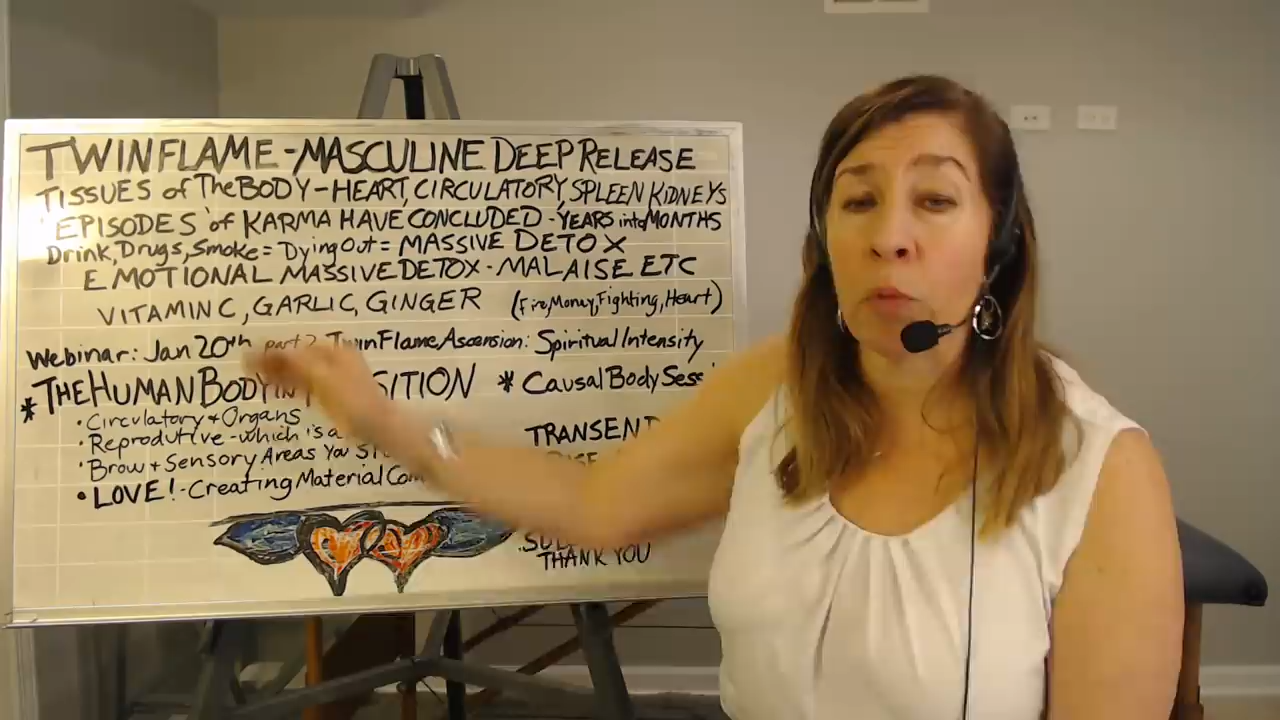 TWINFLAME - MASCULINE DEEP RELEASE
TISSUES of The BODY - HEART, CIRCULATORY, SPLEEN KIDNEYS
EPISODES of KARMA HAVE CONCLUDED - YEARS into MONTHS
Drink, Drugs, Smoke = Dying Out = MASSIVE DETOX
EMOTIONAL MASSIVE DETOX - MALAISE ETC
VITAMIN C, GARLIC, GINGER (Fire, Money, Fighting, Heart)
Webinar: Jan 20th part 2 Twin Flame Ascension: Spiritual Intensity
* THE HUMAN BODY IN SITION * Causal Body Sess
• Circulatory + Organs
• Reprodutive - which is a TRANSEND
• Brow + Sensory Areas You
• LOVE! - Creating Material
THANK YOU